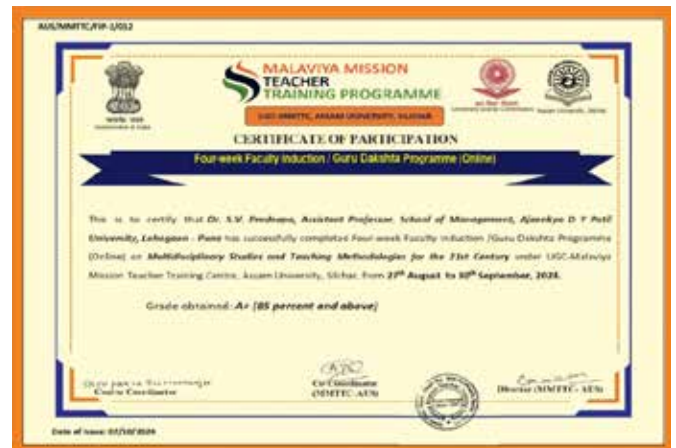 AUS/MMTTC/FIP-1/012
MALAVIYA MISSION
TEACHER
TRAINING PROGRAMME
UGC-MMTTC, ASSAM UNIVERSITY, SILCHAR
CERTIFICATE OF PARTICIPATION
Four-week Faculty Induction / Guru Dakshta Programme (Online)
This is to certify that Dr. S.V. Assistant Professor, School of Management, Ajeenkya D Y Patil
University, Lohegaon - Pune has successfully completed Four-week Faculty Induction /Guru Dakshta Programme
(Online) on Multidisciplinary Studies and Teaching Methodologies for the 21st Century under UGC-Malaviya
Mission Teacher Training Centre, Assam University, Silchar, from 27th August to 30th September, 2024.
Grade obtained: A+ [85 percent and above]
Course Coordinator
Co-Coordinator
(MMTTC-AUS)
Director (MMTTC- AUS)
Date of Issue: 07/10/2024